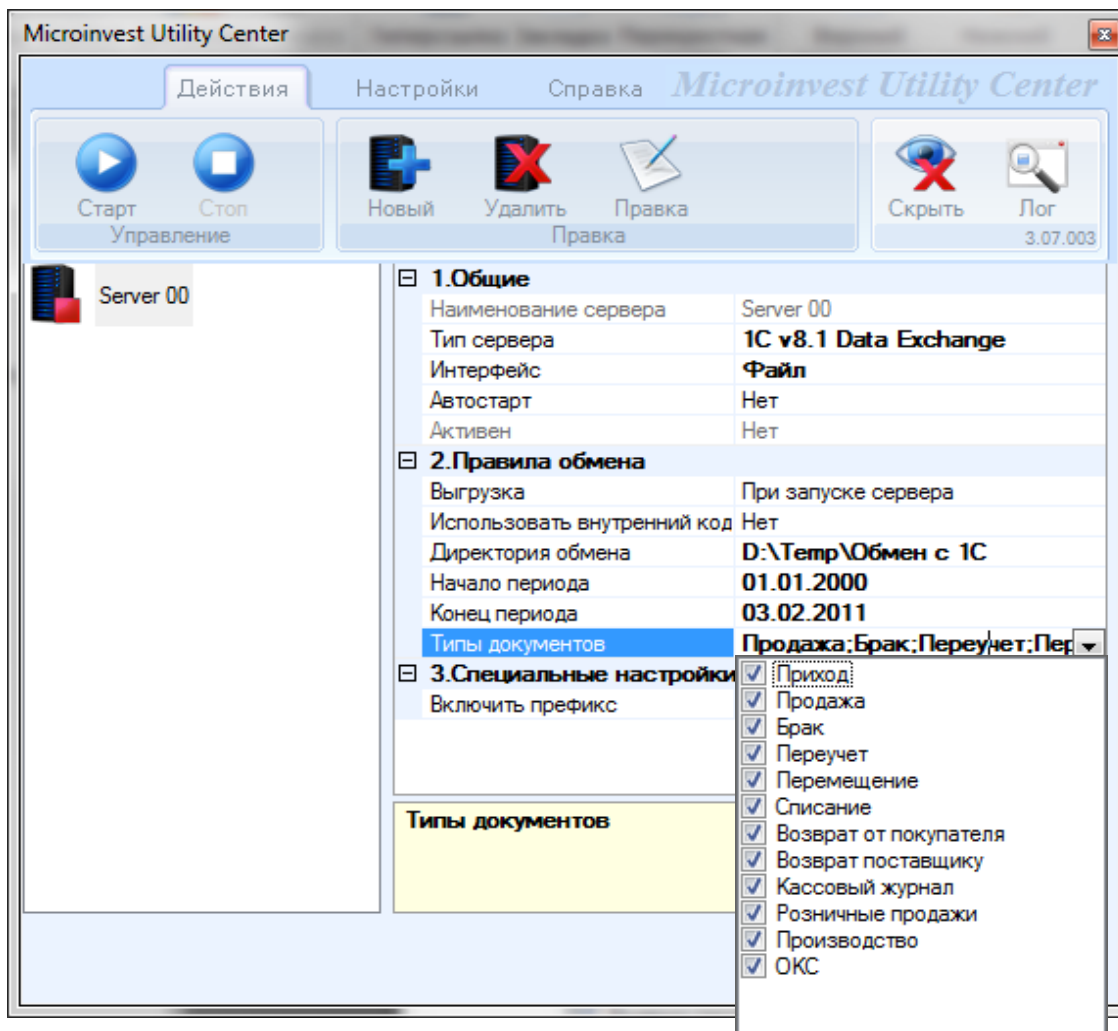 Microinvest Utility Center
Действия Настройки Справка Microinvest Utility Center
Старт Стоп Новый Удалить Правка Скрыть Лог
Управление Правка 3.07.003
Server 00
1.Общие
Наименование сервера Server 00
Тип сервера 1C v8.1 Data Exchange
Интерфейс Файл
Автостарт Нет
Активен Нет
2.Правила обмена
Выгрузка При запуске сервера
Использовать внутренний код Нет
Директория обмена D:\Temp\Обмен с 1С
Начало периода 01.01.2000
Конец периода 03.02.2011
Типы документов Продажа;Брак;Переучет;Пер
3.Специальные настройки
Включить префикс
Приход
Продажа
Брак
Переучет
Перемещение
Списание
Возврат от покупателя
Возврат поставщику
Кассовый журнал
Розничные продажи
Производство
ОКС
Типы документов